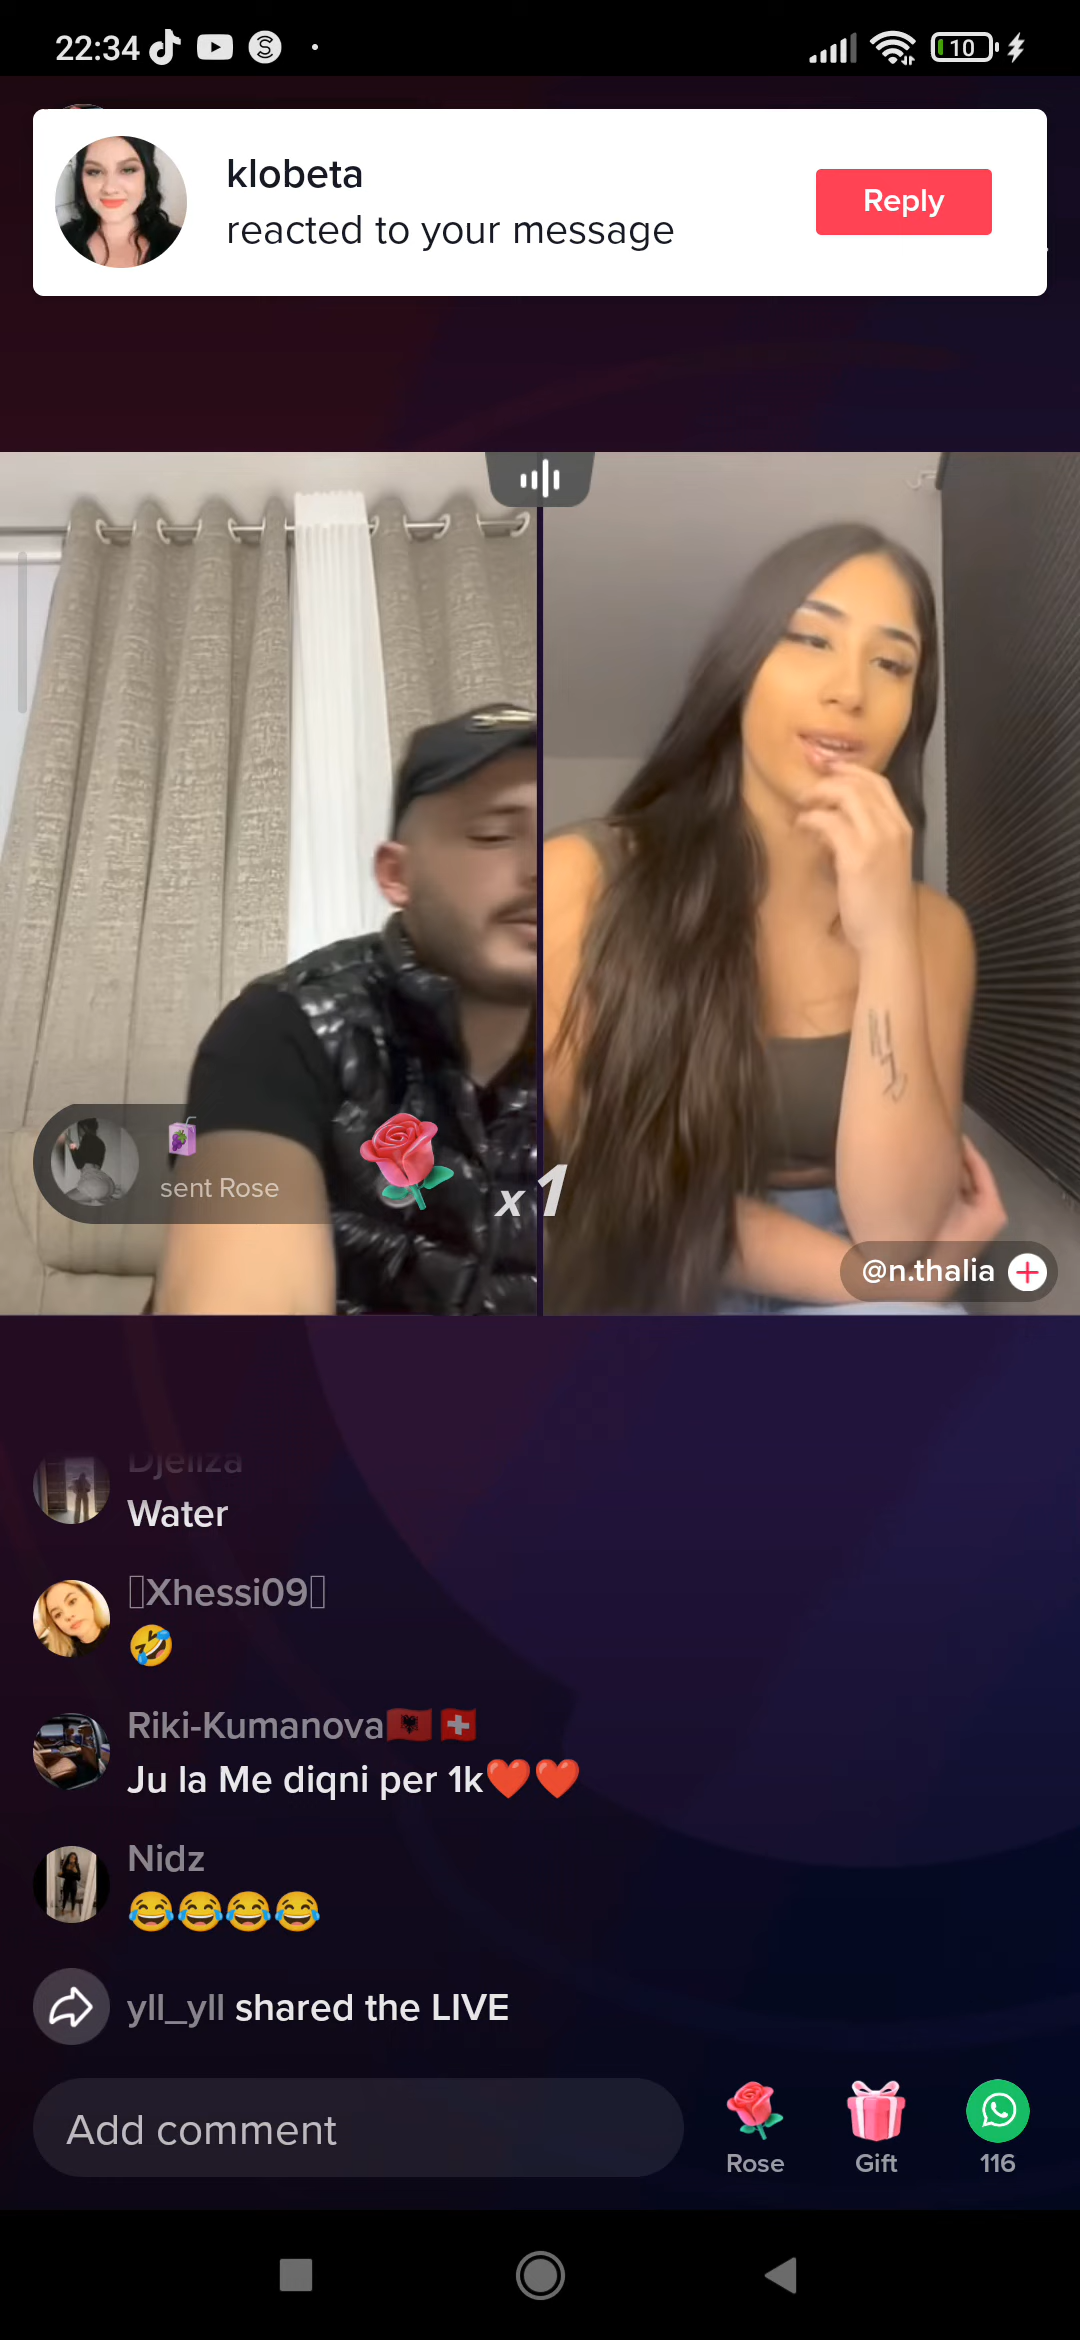 22:34
10
klobeta
reacted to your message
Reply
sent Rose
x1
@n.thalia
Djeliza
Water
Xhessi09
🤣
Riki-Kumanova🇦🇱🇨🇭
Ju la Me diqni per 1k❤️❤️
Nidz
😂😂😂😂
yll_yll shared the LIVE
Add comment
Rose
Gift
116